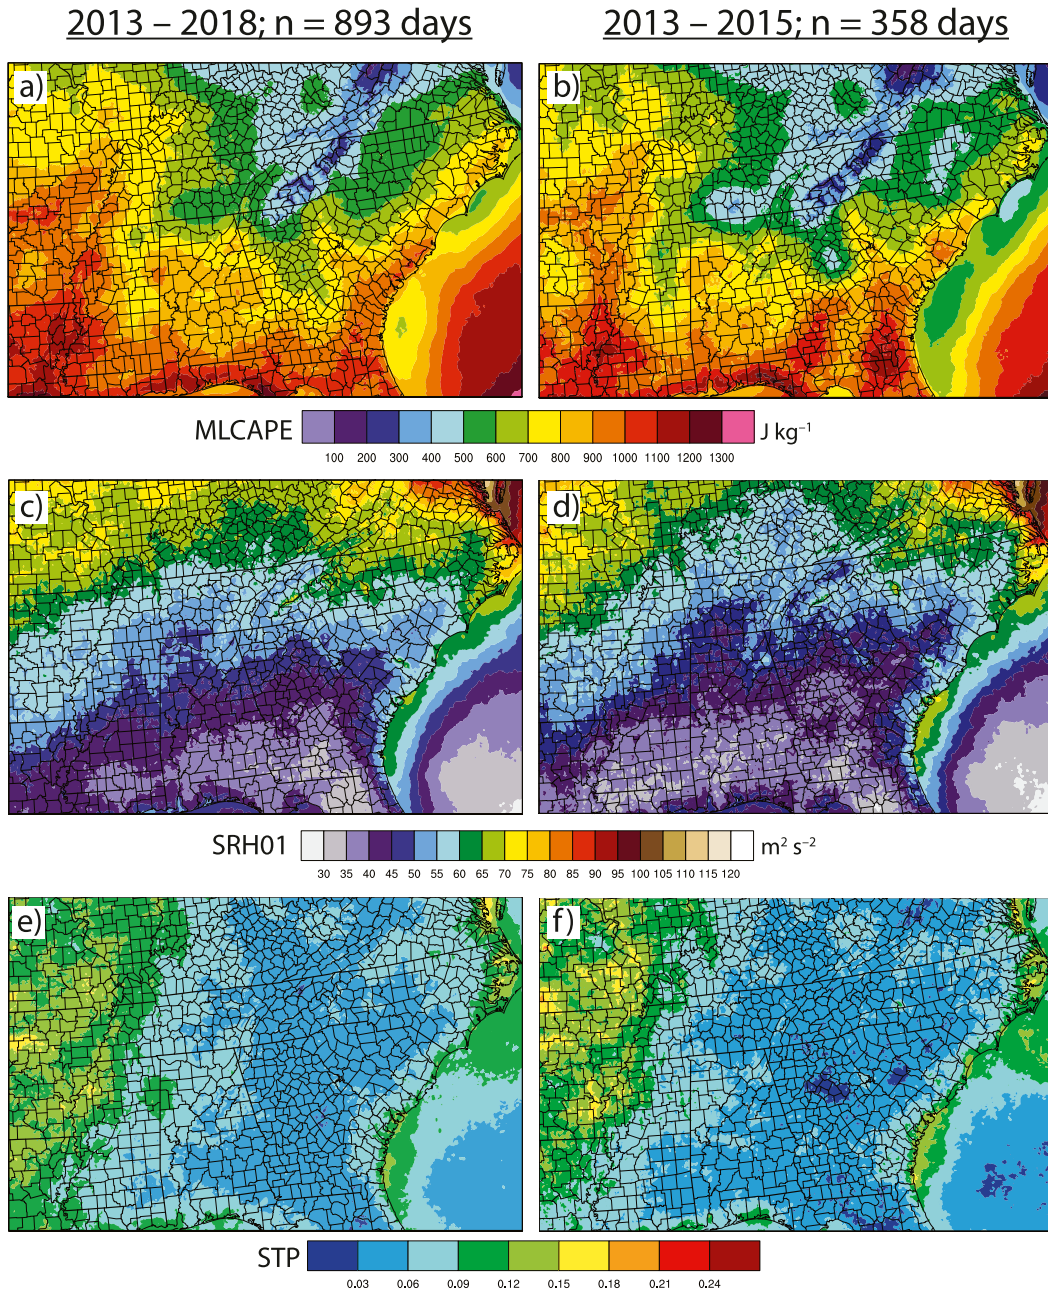 2013 – 2018; n = 893 days
2013 – 2015; n = 358 days
a)
b)
MLCAPE
J kg⁻¹
100 200 300 400 500 600 700 800 900 1000 1100 1200 1300
c)
d)
SRH01
m² s⁻²
30 35 40 45 50 55 60 65 70 75 80 85 90 95 100 105 110 115 120
e)
f)
STP
0.03 0.06 0.09 0.12 0.15 0.18 0.21 0.24